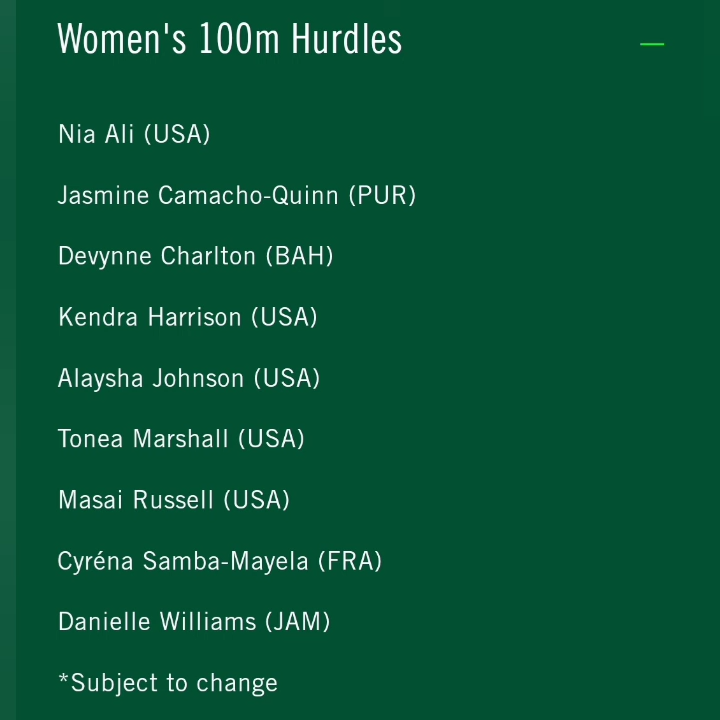 Women's 100m Hurdles
Nia Ali (USA)
Jasmine Camacho-Quinn (PUR)
Devynne Charlton (BAH)
Kendra Harrison (USA)
Alaysha Johnson (USA)
Tonea Marshall (USA)
Masai Russell (USA)
Cyréna Samba-Mayela (FRA)
Danielle Williams (JAM)
*Subject to change